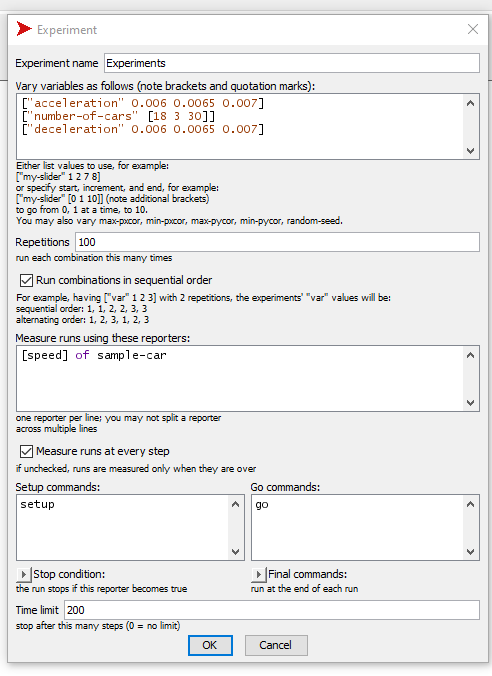 Experiment
Experiment name Experiments
Vary variables as follows (note brackets and quotation marks):
["acceleration" 0.006 0.0065 0.007]
["number-of-cars" [18 3 30]]
["deceleration" 0.006 0.0065 0.007]
Either list values to use, for example:
["my-slider" 1 2 7 8]
or specify start, increment, and end, for example:
["my-slider" [0 1 10]] (note additional brackets)
to go from 0, 1 at a time, to 10.
You may also vary max-pxcor, min-pxcor, max-pycor, min-pycor, random-seed.
Repetitions 100
run each combination this many times
Run combinations in sequential order
For example, having ["var" 1 2 3] with 2 repetitions, the experiments' "var" values will be:
sequential order: 1, 1, 2, 2, 3, 3
alternating order: 1, 2, 3, 1, 2, 3
Measure runs using these reporters:
[speed] of sample-car
one reporter per line; you may not split a reporter
across multiple lines
Measure runs at every step
if unchecked, runs are measured only when they are over
Setup commands: Go commands:
setup go
Stop condition: Final commands:
the run stops if this reporter becomes true run at the end of each run
Time limit 200
stop after this many steps (0 = no limit)
OK Cancel